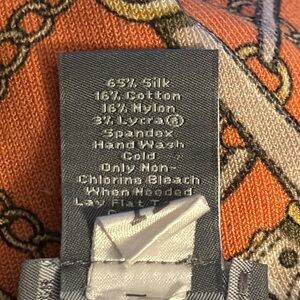 65% Silk
16% Cotton
16% Nylon
3% Lycra®
Spandex
Hand Wash
Cold
Only Non-
Chlorine Bleach
When Needed
Lay Flat T